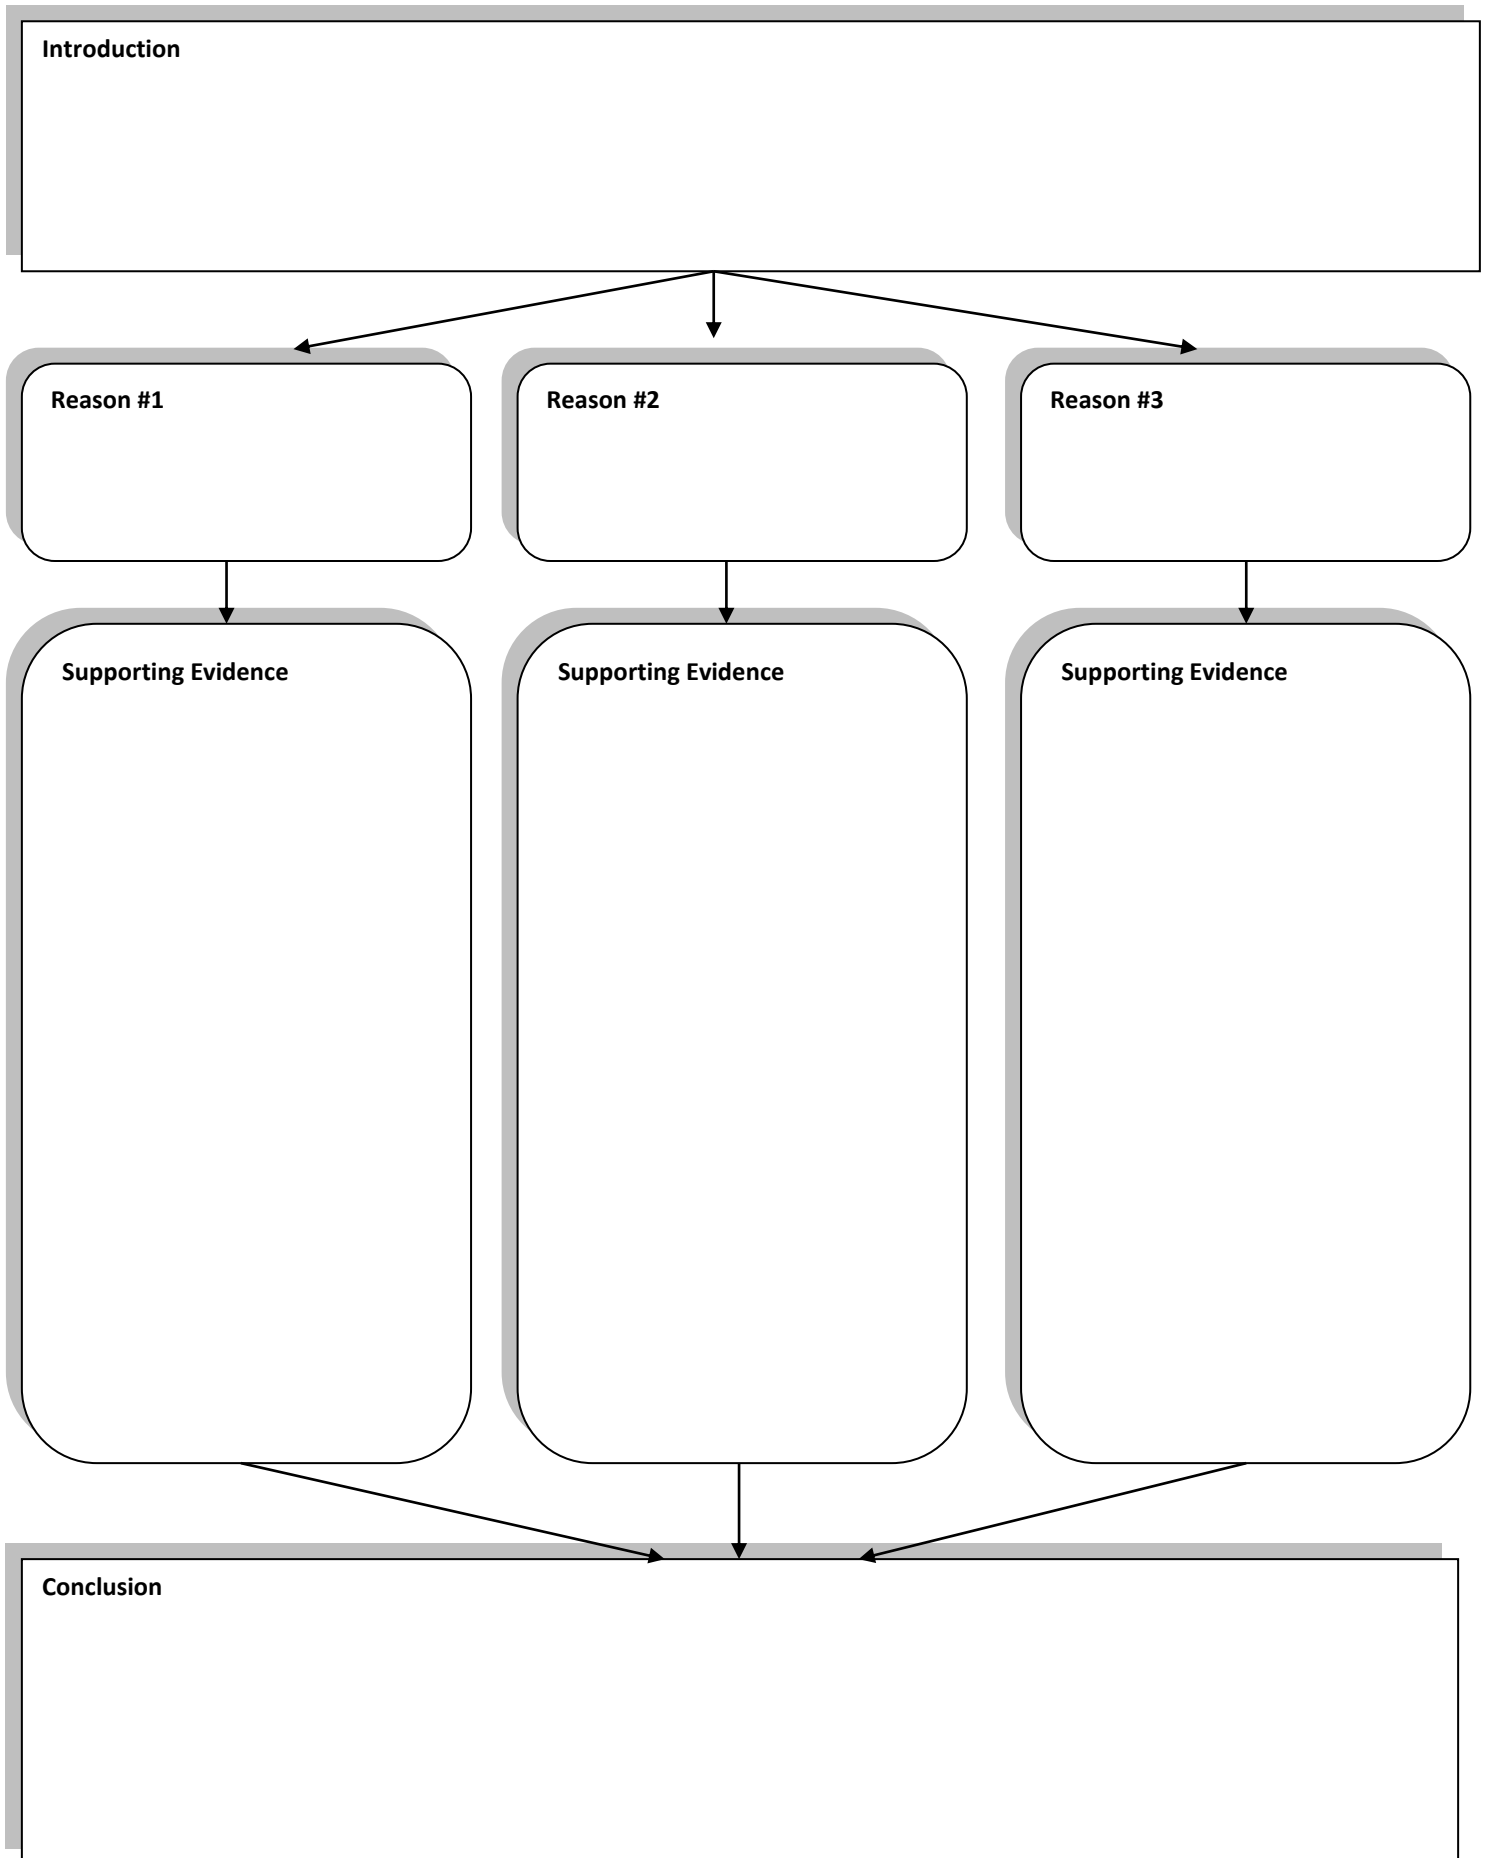 Introduction
Reason #1
Reason #2
Reason #3
Supporting Evidence
Supporting Evidence
Supporting Evidence
Conclusion